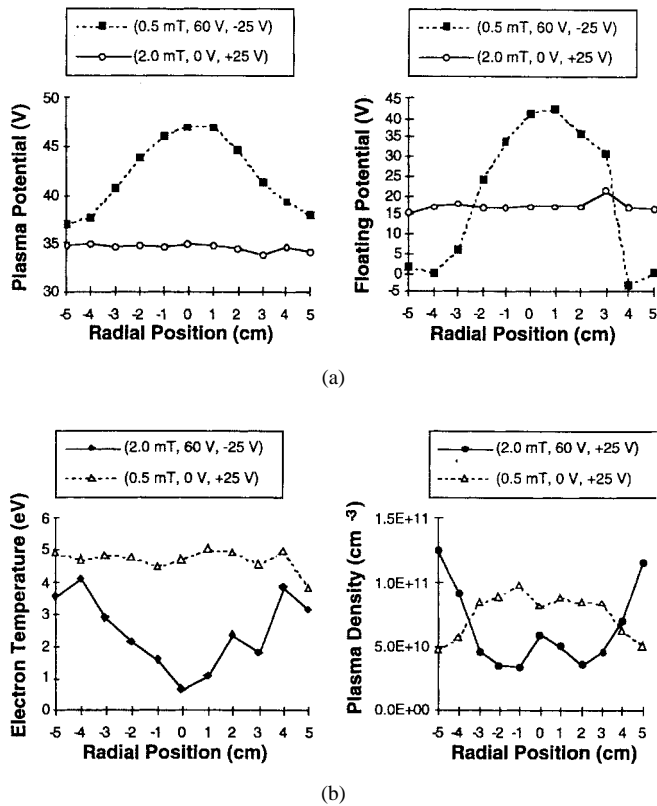 (0.5 mT, 60 V, -25 V)
(2.0 mT, 0 V, +25 V)
Plasma Potential (V)
50
45
40
35
30
-5 -4 -3 -2 -1 0 1 2 3 4 5
Radial Position (cm)
(0.5 mT, 60 V, -25 V)
(2.0 mT, 0 V, +25 V)
Floating Potential (V)
45
40
35
30
25
20
15
10
5
0
-5
-5 -4 -3 -2 -1 0 1 2 3 4 5
Radial Position (cm)
(a)
(2.0 mT, 60 V, -25 V)
(0.5 mT, 0 V, +25 V)
Electron Temperature (eV)
6
5
4
3
2
1
0
-5 -4 -3 -2 -1 0 1 2 3 4 5
Radial Position (cm)
(2.0 mT, 60 V, +25 V)
(0.5 mT, 0 V, +25 V)
Plasma Density (cm -3)
1.5E+11
1.0E+11
5.0E+10
0.0E+00
-5 -4 -3 -2 -1 0 1 2 3 4 5
Radial Position (cm)
(b)